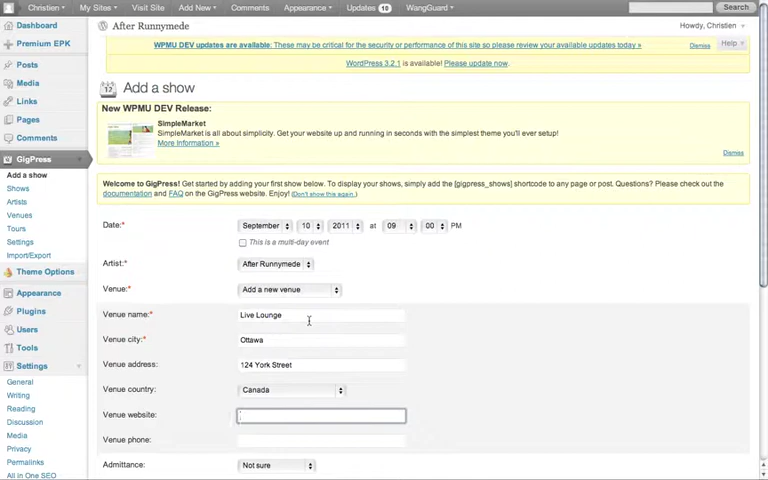 Christien My Sites Visit Site Add New Comments Appearance Updates 10 WangGuard Search
After Runnymede
Howdy, Christien
WPMU DEV updates are available: These may be critical for the security or performance of this site so please review your available updates today »
Dismiss
Help
WordPress 3.2.1 is available! Please update now.
Dashboard
Premium EPK
Posts
Media
Links
Pages
Comments
GigPress
Add a show
Shows
Artists
Venues
Tours
Settings
Import/Export
Theme Options
Appearance
Plugins
Users
Tools
Settings
General
Writing
Reading
Discussion
Media
Privacy
Permalinks
All in One SEO
Add a show
New WPMU DEV Release:
SimpleMarket
SimpleMarket is all about simplicity. Get your website up and running in seconds with the simplest theme you'll ever setup!
More Information »
Dismiss
Welcome to GigPress! Get started by adding your first show below. To display your shows, simply add the [gigpress_shows] shortcode to any page or post. Questions? Please check out the
documentation and FAQ on the GigPress website. Enjoy! (Don't show this again.)
Date:* September 10 2011 at 09 00 PM
This is a multi-day event
Artist:* After Runnymede
Venue:* Add a new venue
Venue name:* Live Lounge
Venue city:* Ottawa
Venue address: 124 York Street
Venue country: Canada
Venue website:
Venue phone:
Admittance: Not sure